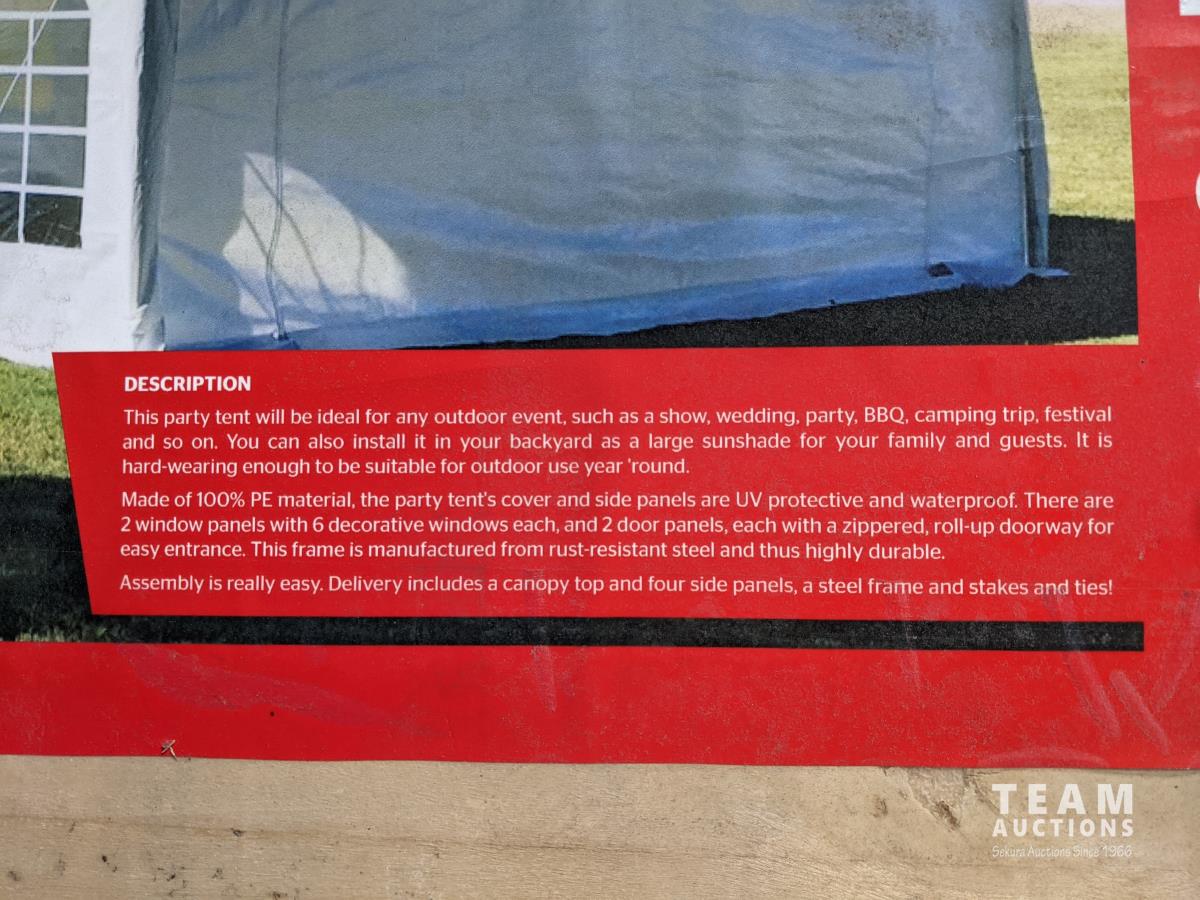 DESCRIPTION
This party tent will be ideal for any outdoor event, such as a show, wedding, party, BBQ, camping trip, festival
and so on. You can also install it in your backyard as a large sunshade for your family and guests. It is
hard-wearing enough to be suitable for outdoor use year 'round.
Made of 100% PE material, the party tent's cover and side panels are UV protective and waterproof. There are
2 window panels with 6 decorative windows each, and 2 door panels, each with a zippered, roll-up doorway for
easy entrance. This frame is manufactured from rust-resistant steel and thus highly durable.
Assembly is really easy. Delivery includes a canopy top and four side panels, a steel frame and stakes and ties!
TEAM
AUCTIONS
Sekura Auctions Since 1966